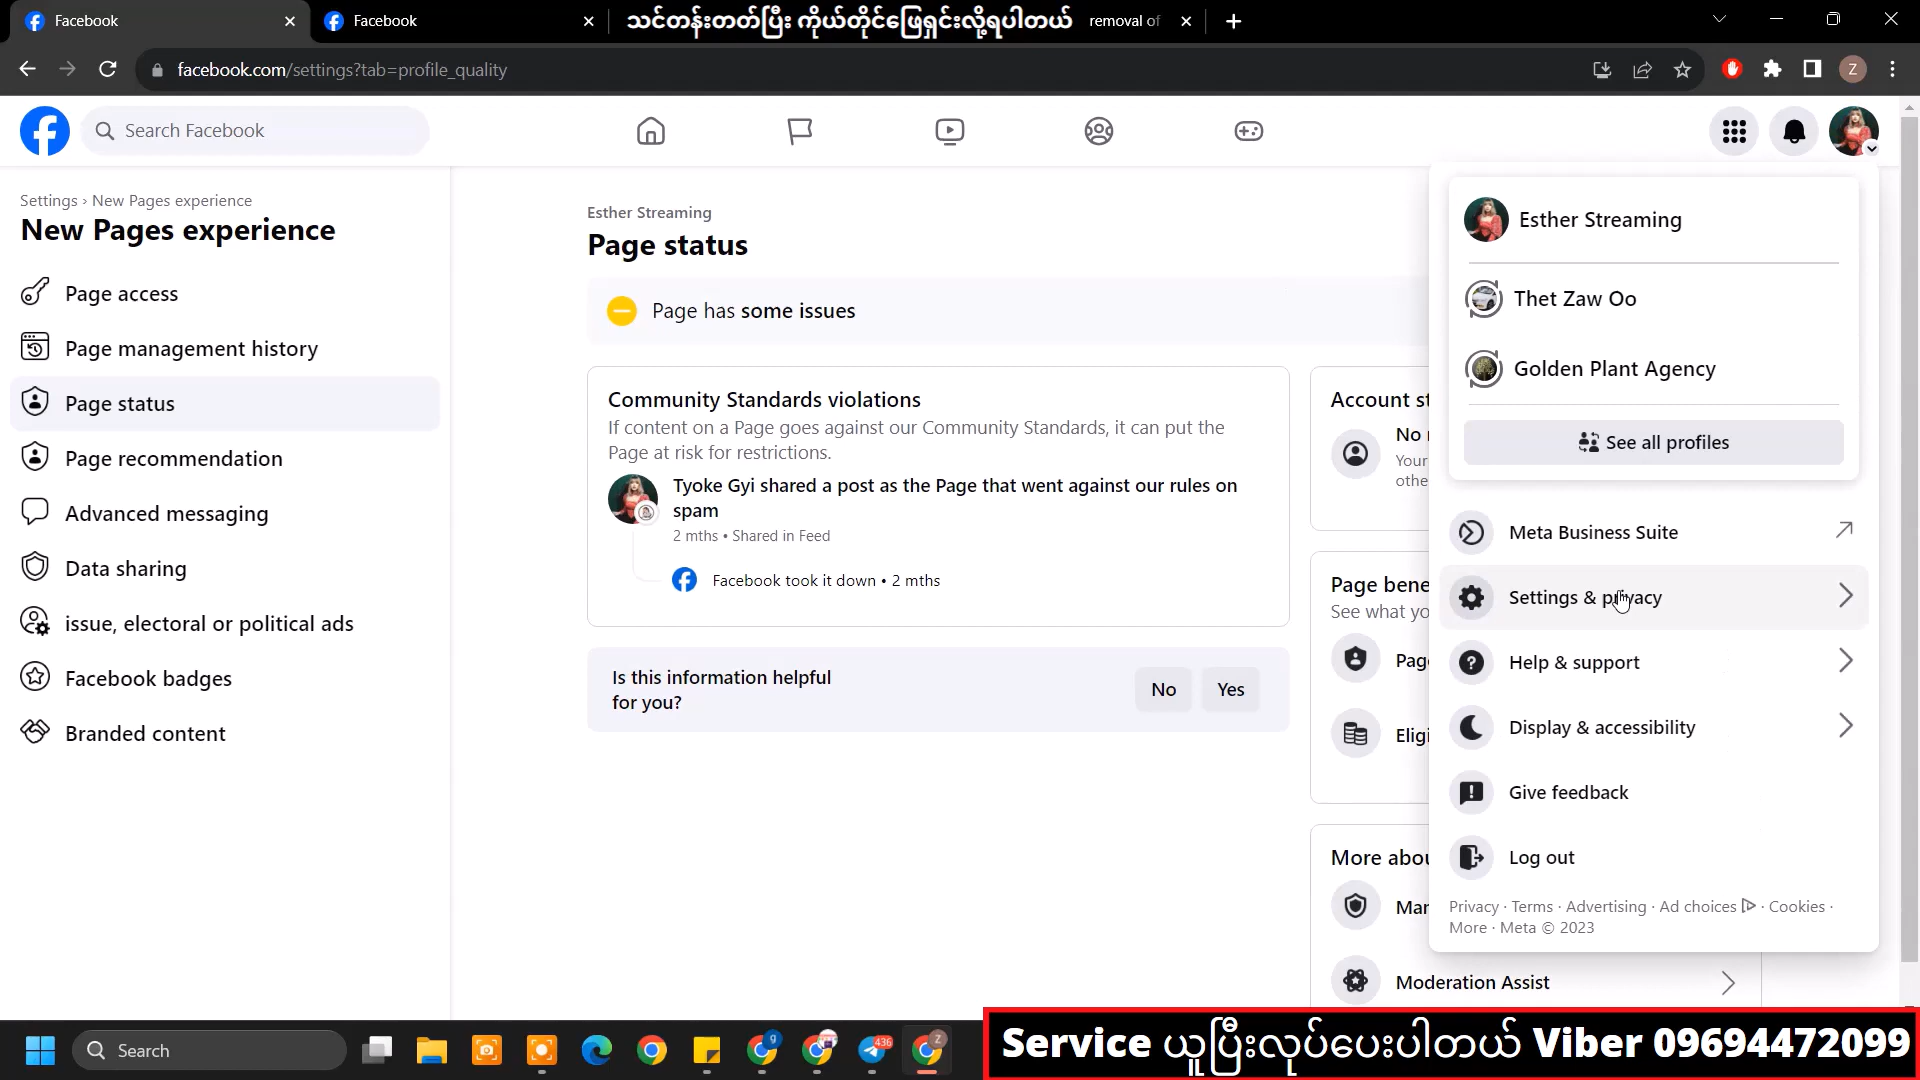 Facebook
Facebook
သင်တန်းတတ်ပြီး ကိုယ်တိုင်ဖြေရှင်းလို့ရပါတယ်
removal of
facebook.com/settings?tab=profile_quality
Z
Search Facebook
Settings › New Pages experience
New Pages experience
Page access
Page management history
Page status
Page recommendation
Advanced messaging
Data sharing
issue, electoral or political ads
Facebook badges
Branded content
Esther Streaming
Page status
Page has some issues
Community Standards violations
If content on a Page goes against our Community Standards, it can put the
Page at risk for restrictions.
Tyoke Gyi shared a post as the Page that went against our rules on
spam
2 mths • Shared in Feed
Facebook took it down • 2 mths
Is this information helpful
for you?
No
Yes
Account
No
Your
othe
Page bene
See what yo
Pag
Eligi
More abou
Mar
Moderation Assist
Esther Streaming
Thet Zaw Oo
Golden Plant Agency
See all profiles
Meta Business Suite
Settings & privacy
Help & support
Display & accessibility
Give feedback
Log out
Privacy · Terms · Advertising · Ad choices · Cookies ·
More · Meta © 2023
Search
g
436
Z
Service ယူပြီးလုပ်ပေးပါတယ် Viber 09694472099